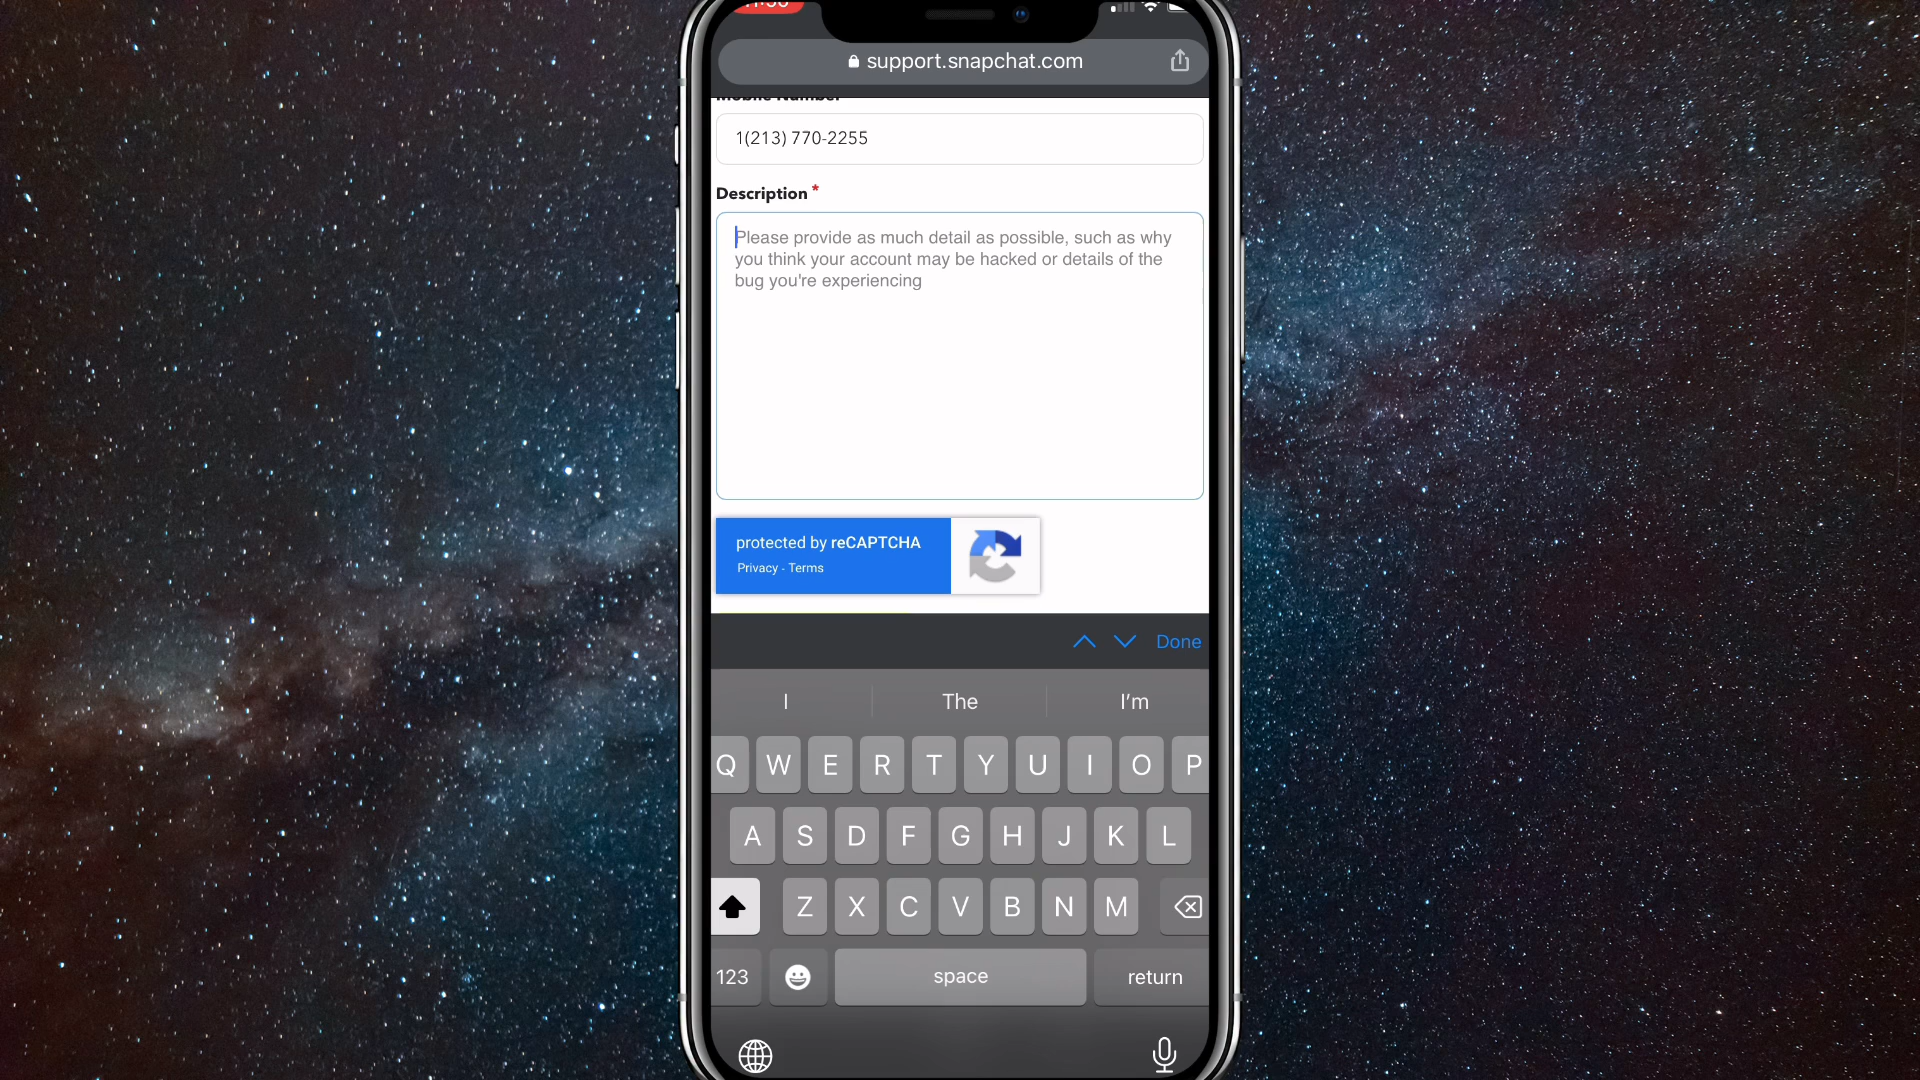 support.snapchat.com
Mobile Number
1(213) 770-2255
Description *
Please provide as much detail as possible, such as why
you think your account may be hacked or details of the
bug you're experiencing
protected by reCAPTCHA
Privacy - Terms
Done
I The I'm
Q W E R T Y U I O P
A S D F G H J K L
Z X C V B N M
123 space return